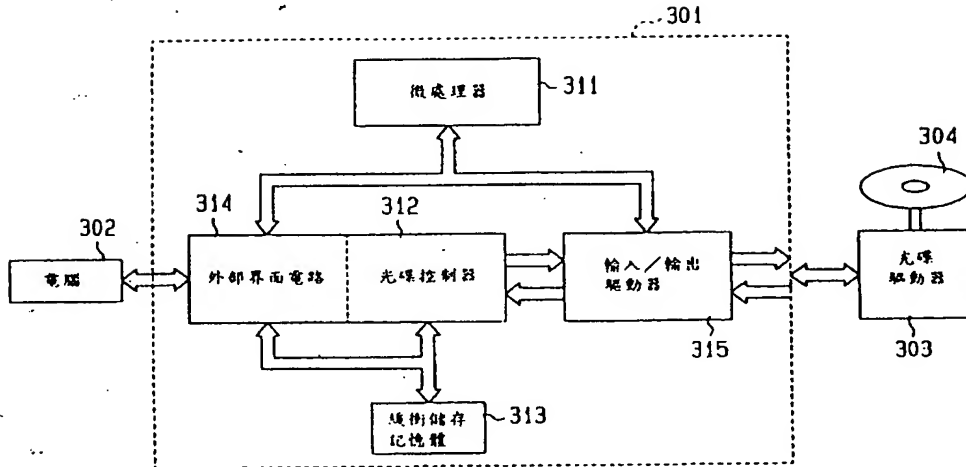 301
微處理器
311
304
314
312
302
電腦
外部界面電路
光碟控制器
輸入／輸出
驅動器
光碟
驅動器
315
303
緩衝儲存
記憶體
313